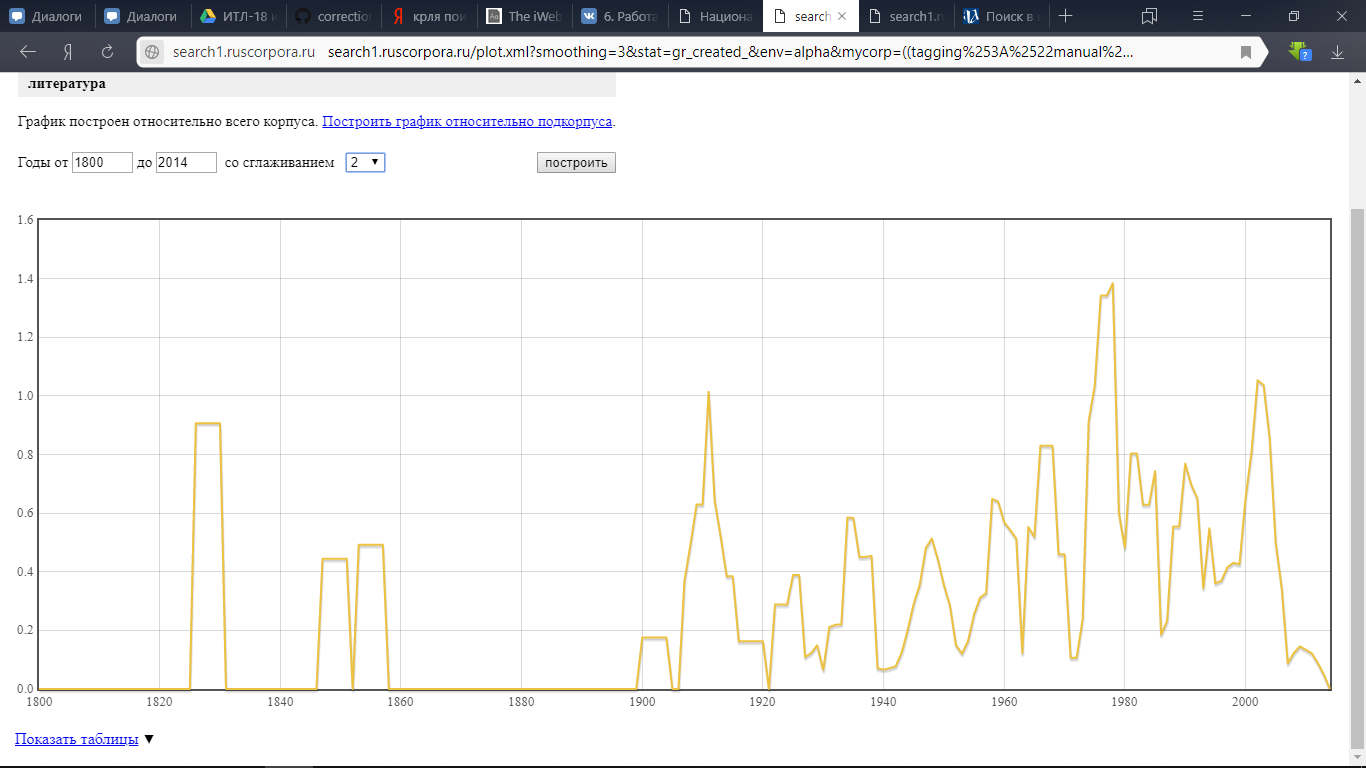 Диалоги
Диалоги
ИТЛ-18 и
correction
крля пои
The iWeb
6. Работа
Национа
search
search1.r
Поиск в
search1.ruscorpora.ru search1.ruscorpora.ru/plot.xml?smoothing=3&stat=gr_created_&env=alpha&mycorp=((tagging%253A%2522manual%2...
литература
График построен относительно всего корпуса. Построить график относительно подкорпуса.
Годы от 1800 до 2014 со сглаживанием 2 построить
1.6
1.4
1.2
1.0
0.8
0.6
0.4
0.2
0.0
1800 1820 1840 1860 1880 1900 1920 1940 1960 1980 2000
Показать таблицы ▼